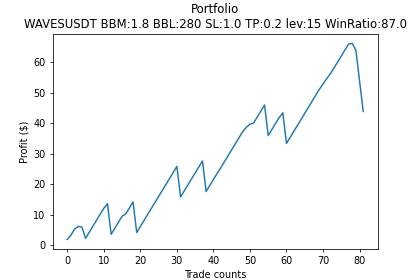 Portfolio
WAVESUSDT BBM:1.8 BBL:280 SL:1.0 TP:0.2 lev:15 WinRatio:87.0
Profit ($)
60
50
40
30
20
10
0
0 10 20 30 40 50 60 70 80
Trade counts